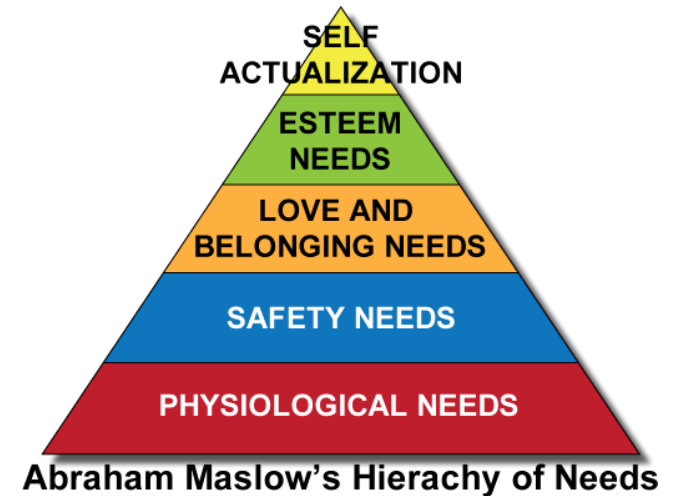 SELF
ACTUALIZATION
ESTEEM
NEEDS
LOVE AND
BELONGING NEEDS
SAFETY NEEDS
PHYSIOLOGICAL NEEDS
Abraham Maslow's Hierachy of Needs